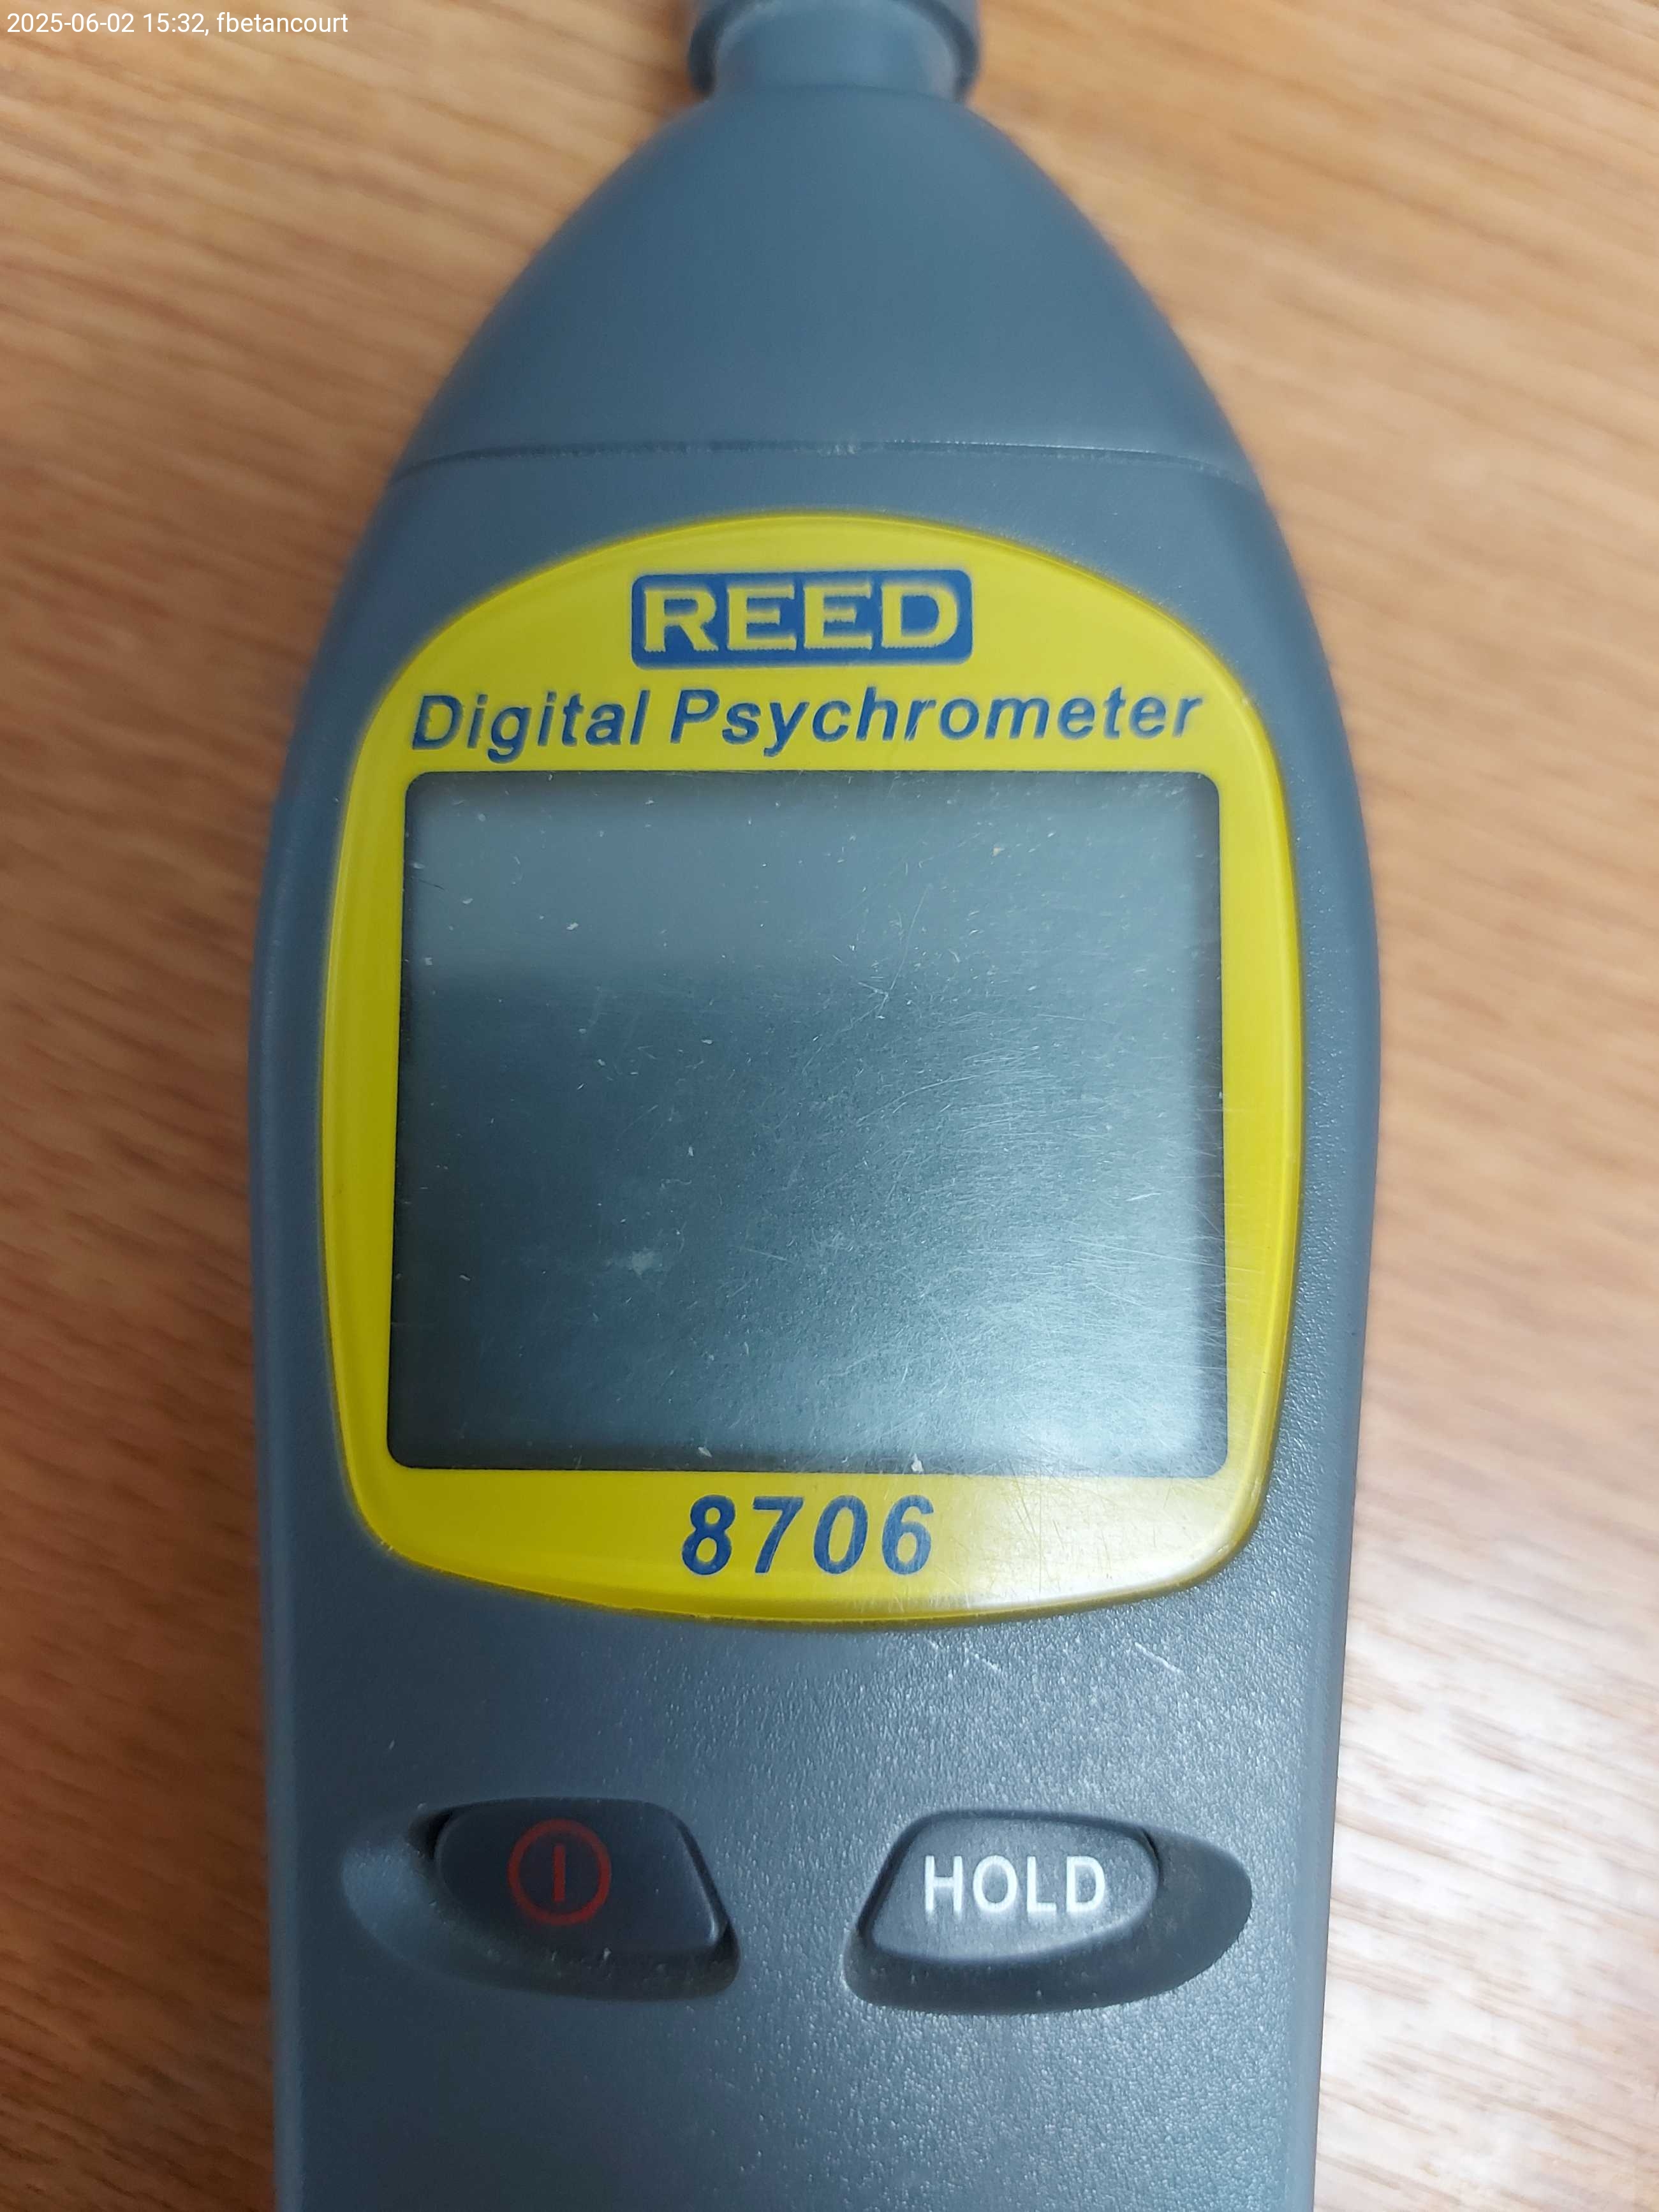 2025-06-02 15:32, fbetancourt
REED
Digital Psychrometer
8706
HOLD